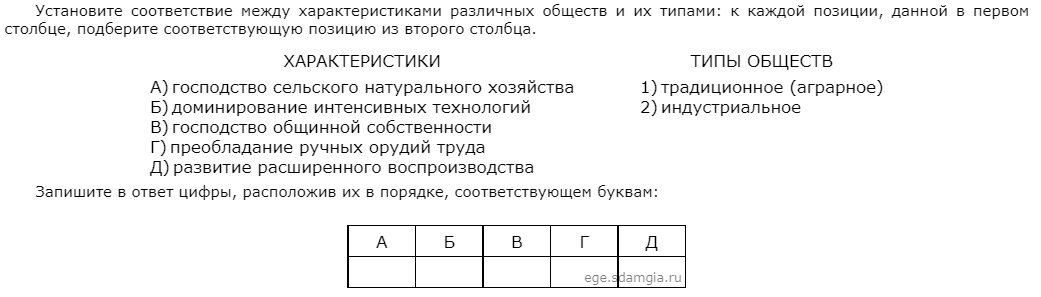 Установите соответствие между характеристиками различных обществ и их типами: к каждой позиции, данной в первом
столбце, подберите соответствующую позицию из второго столбца.
ХАРАКТЕРИСТИКИ
А) господство сельского натурального хозяйства
Б) доминирование интенсивных технологий
В) господство общинной собственности
Г) преобладание ручных орудий труда
Д) развитие расширенного воспроизводства
ТИПЫ ОБЩЕСТВ
1) традиционное (аграрное)
2) индустриальное
Запишите в ответ цифры, расположив их в порядке, соответствующем буквам:
А Б В Г Д
ege.sdamgia.ru